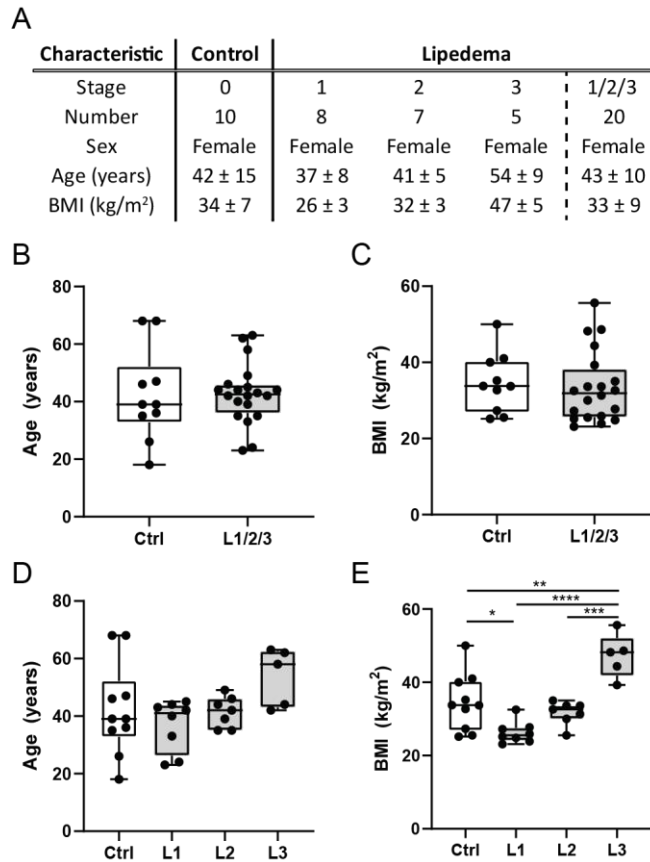 A
Characteristic Control Lipedema
Stage 0 1 2 3 1/2/3
Number 10 8 7 5 20
Sex Female Female Female Female Female
Age (years) 42 ± 15 37 ± 8 41 ± 5 54 ± 9 43 ± 10
BMI (kg/m²) 34 ± 7 26 ± 3 32 ± 3 47 ± 5 33 ± 9
B
Age (years)
80
60
40
20
0
Ctrl L1/2/3
C
BMI (kg/m²)
60
40
20
0
Ctrl L1/2/3
D
Age (years)
80
60
40
20
0
Ctrl L1 L2 L3
E
BMI (kg/m²)
**
****
* ***
60
40
20
0
Ctrl L1 L2 L3